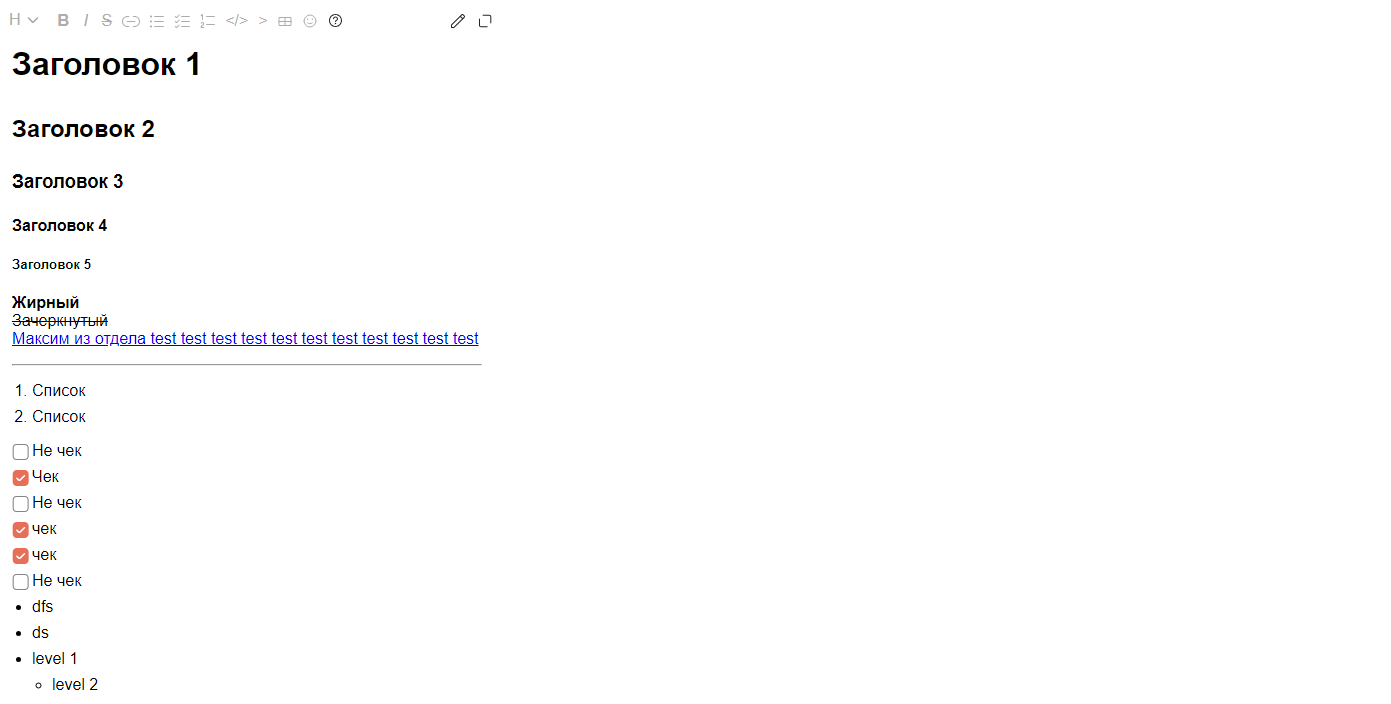 H B I S </> >
Заголовок 1
Заголовок 2
Заголовок 3
Заголовок 4
Заголовок 5
Жирный
Зачеркнутый
Максим из отдела test test test test test test test test test test test
1. Список
2. Список
Не чек
Чек
Не чек
чек
чек
Не чек
dfs
ds
level 1
level 2